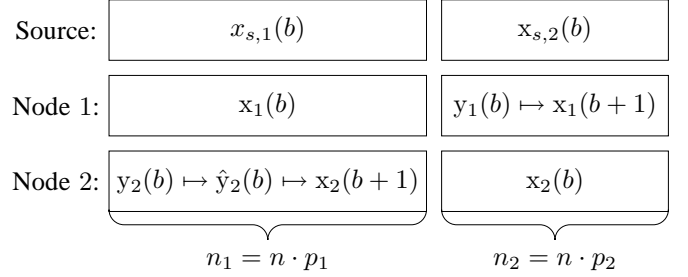 Source: x_{s,1}(b) x_{s,2}(b)
Node 1: x_1(b) y_1(b) ↦ x_1(b + 1)
Node 2: y_2(b) ↦ ŷ_2(b) ↦ x_2(b + 1) x_2(b)
n_1 = n · p_1 n_2 = n · p_2